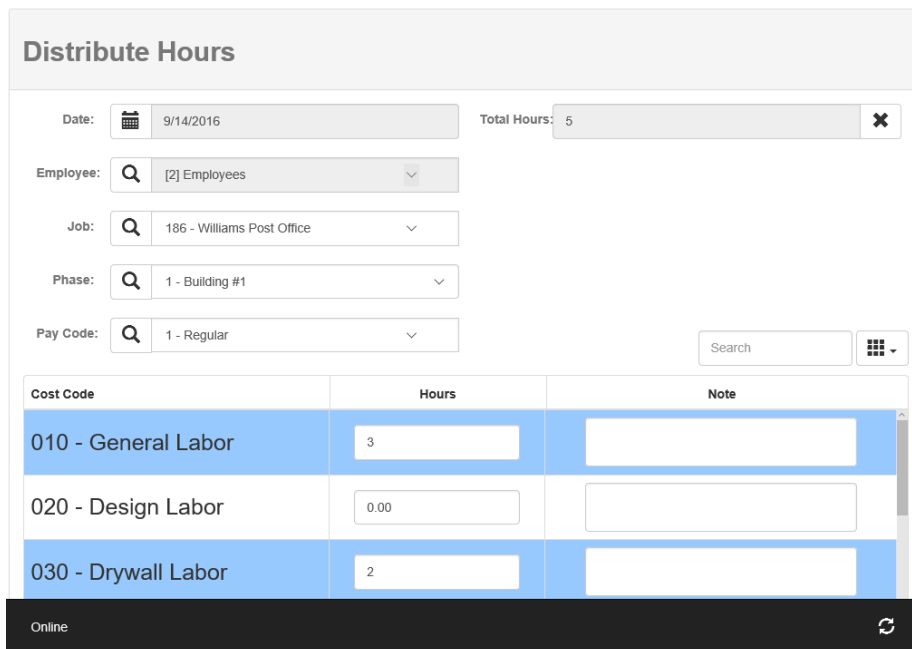 Distribute Hours
Date: 9/14/2016 Total Hours: 5
Employee: [2] Employees
Job: 186 - Williams Post Office
Phase: 1 - Building #1
Pay Code: 1 - Regular
Search
Cost Code Hours Note
010 - General Labor 3
020 - Design Labor 0.00
030 - Drywall Labor 2
Online